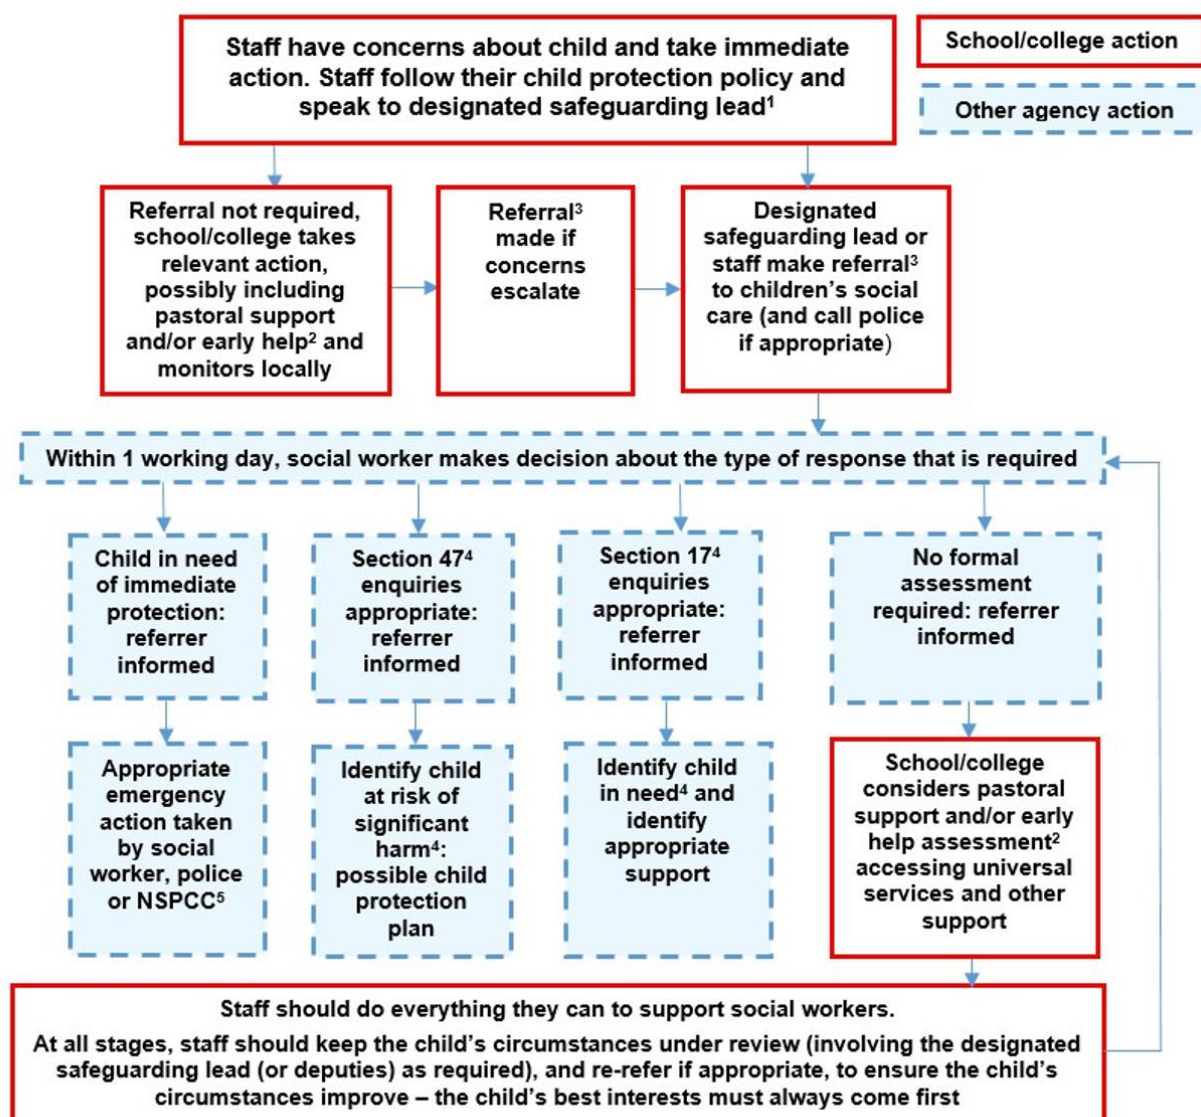 Staff have concerns about child and take immediate
action. Staff follow their child protection policy and
speak to designated safeguarding lead¹
School/college action
Other agency action
Referral not required,
school/college takes
relevant action,
possibly including
pastoral support
and/or early help² and
monitors locally
Referral³
made if
concerns
escalate
Designated
safeguarding lead or
staff make referral³
to children’s social
care (and call police
if appropriate)
Within 1 working day, social worker makes decision about the type of response that is required
Child in need
of immediate
protection:
referrer
informed
Section 47⁴
enquiries
appropriate:
referrer
informed
Section 17⁴
enquiries
appropriate:
referrer
informed
No formal
assessment
required: referrer
informed
Appropriate
emergency
action taken
by social
worker, police
or NSPCC⁵
Identify child
at risk of
significant
harm⁴:
possible child
protection
plan
Identify child
in need⁴ and
identify
appropriate
support
School/college
considers pastoral
support and/or early
help assessment²
accessing universal
services and other
support
Staff should do everything they can to support social workers.
At all stages, staff should keep the child’s circumstances under review (involving the designated
safeguarding lead (or deputies) as required), and re-refer if appropriate, to ensure the child’s
circumstances improve – the child’s best interests must always come first